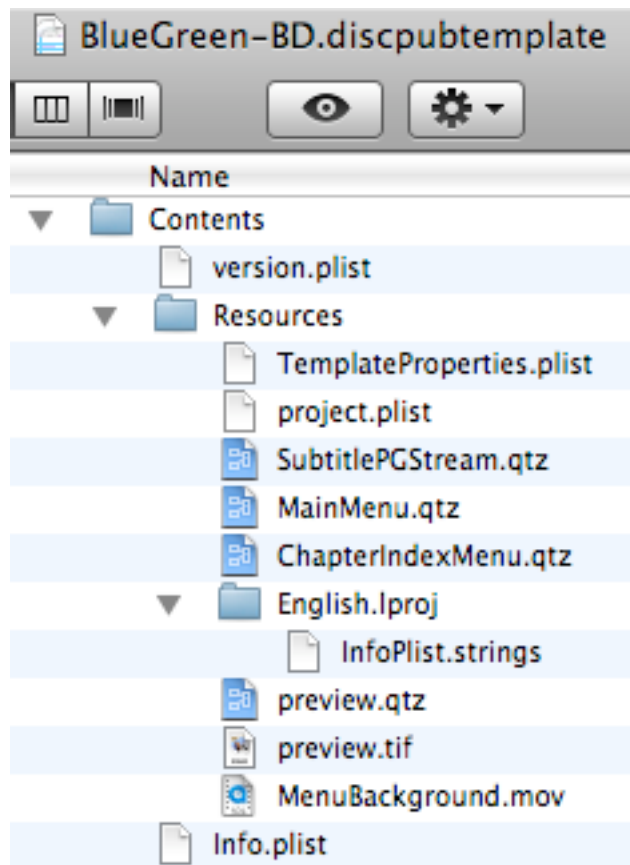 BlueGreen-BD.discpubtemplate
Name
Contents
version.plist
Resources
TemplateProperties.plist
project.plist
SubtitlePGStream.qtz
MainMenu.qtz
ChapterIndexMenu.qtz
English.lproj
InfoPlist.strings
preview.qtz
preview.tif
MenuBackground.mov
Info.plist